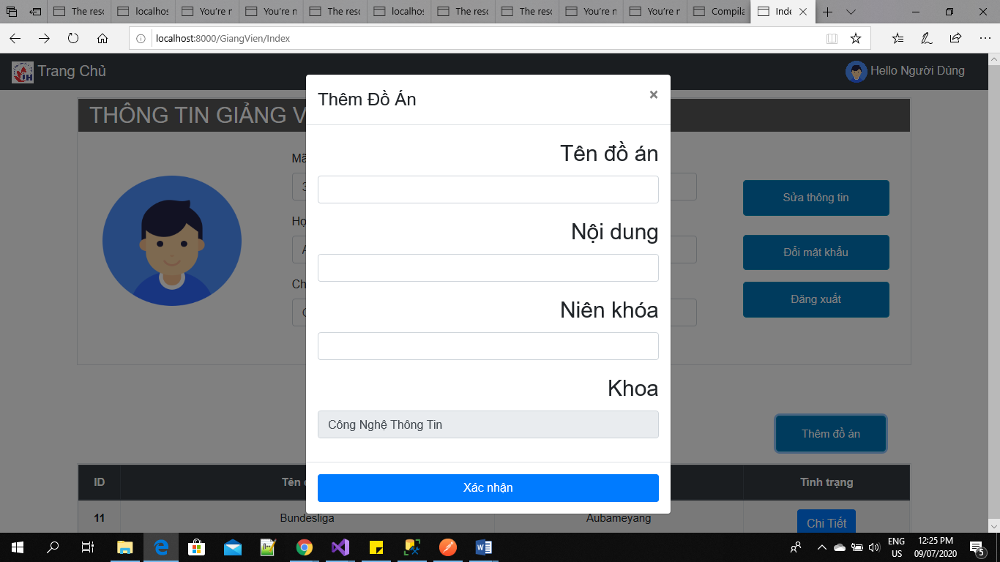 The reso
localhos
You're n
You're n
The reso
localhos
The reso
The reso
You're n
You're n
Compila
Inde
localhost:8000/GiangVien/Index
Trang Chủ
Hello Người Dùng
THÔNG TIN GIẢNG V
Thêm Đồ Án
×
Mã
Tên đồ án
Sửa thông tin
Họ
Nội dung
Đổi mật khẩu
Ch
Niên khóa
Đăng xuất
Khoa
Công Nghệ Thông Tin
Thêm đồ án
ID
Tên
Tình trạng
Xác nhận
11
Bundesliga
Aubameyang
Chi Tiết
ENG
US
12:25 PM
09/07/2020
5